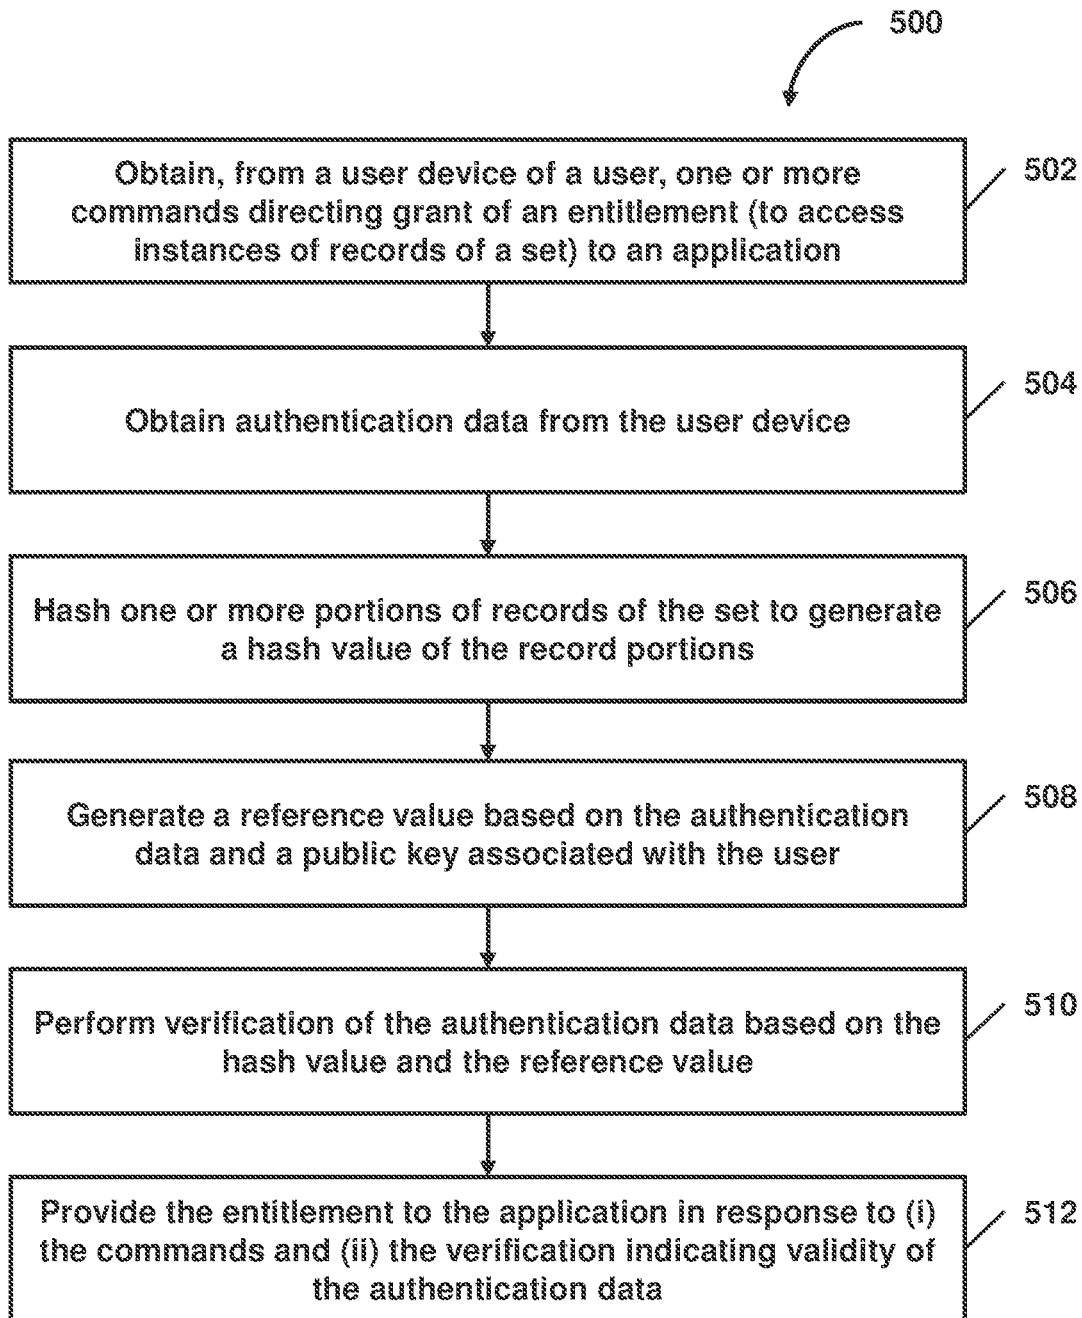 500
Obtain, from a user device of a user, one or more
commands directing grant of an entitlement (to access
instances of records of a set) to an application
502
Obtain authentication data from the user device
504
Hash one or more portions of records of the set to generate
a hash value of the record portions
506
Generate a reference value based on the authentication
data and a public key associated with the user
508
Perform verification of the authentication data based on the
hash value and the reference value
510
Provide the entitlement to the application in response to (i)
the commands and (ii) the verification indicating validity of
the authentication data
512